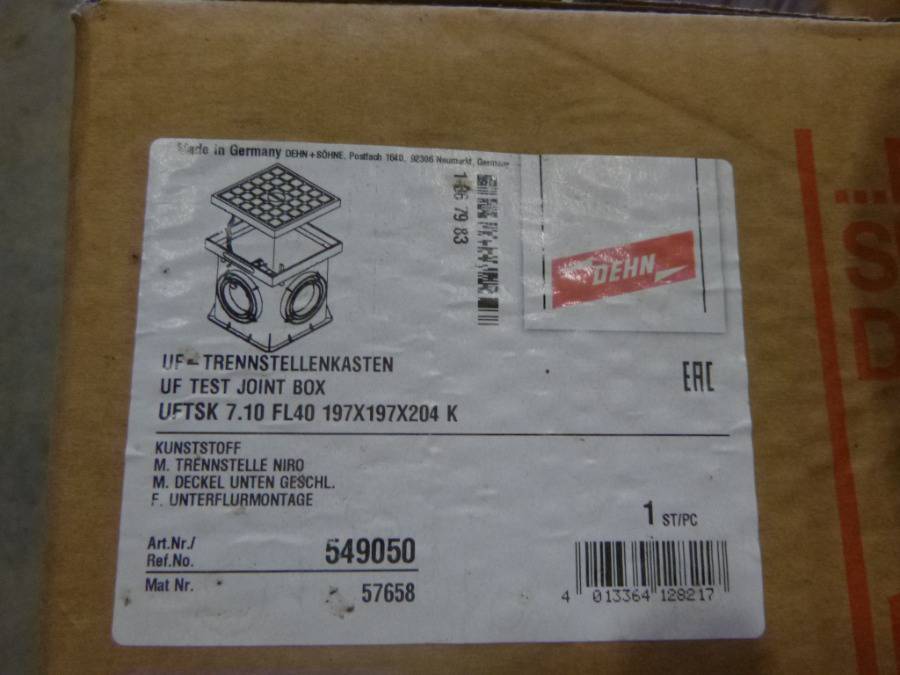 Made in Germany DEHN+SÖHNE, Postfach 1640, 92306 Neumarkt, Germany
DEHN
UF-TRENNSTELLENKASTEN
UF TEST JOINT BOX
UFTSK 7.10 FL40 197X197X204 K
EAC
KUNSTSTOFF
M. TRENNSTELLE NIRO
M. DECKEL UNTEN GESCHL.
F. UNTERFLURMONTAGE
1 ST/PC
Art.Nr./
Ref.No. 549050
Mat Nr. 57658
4 013364 128217